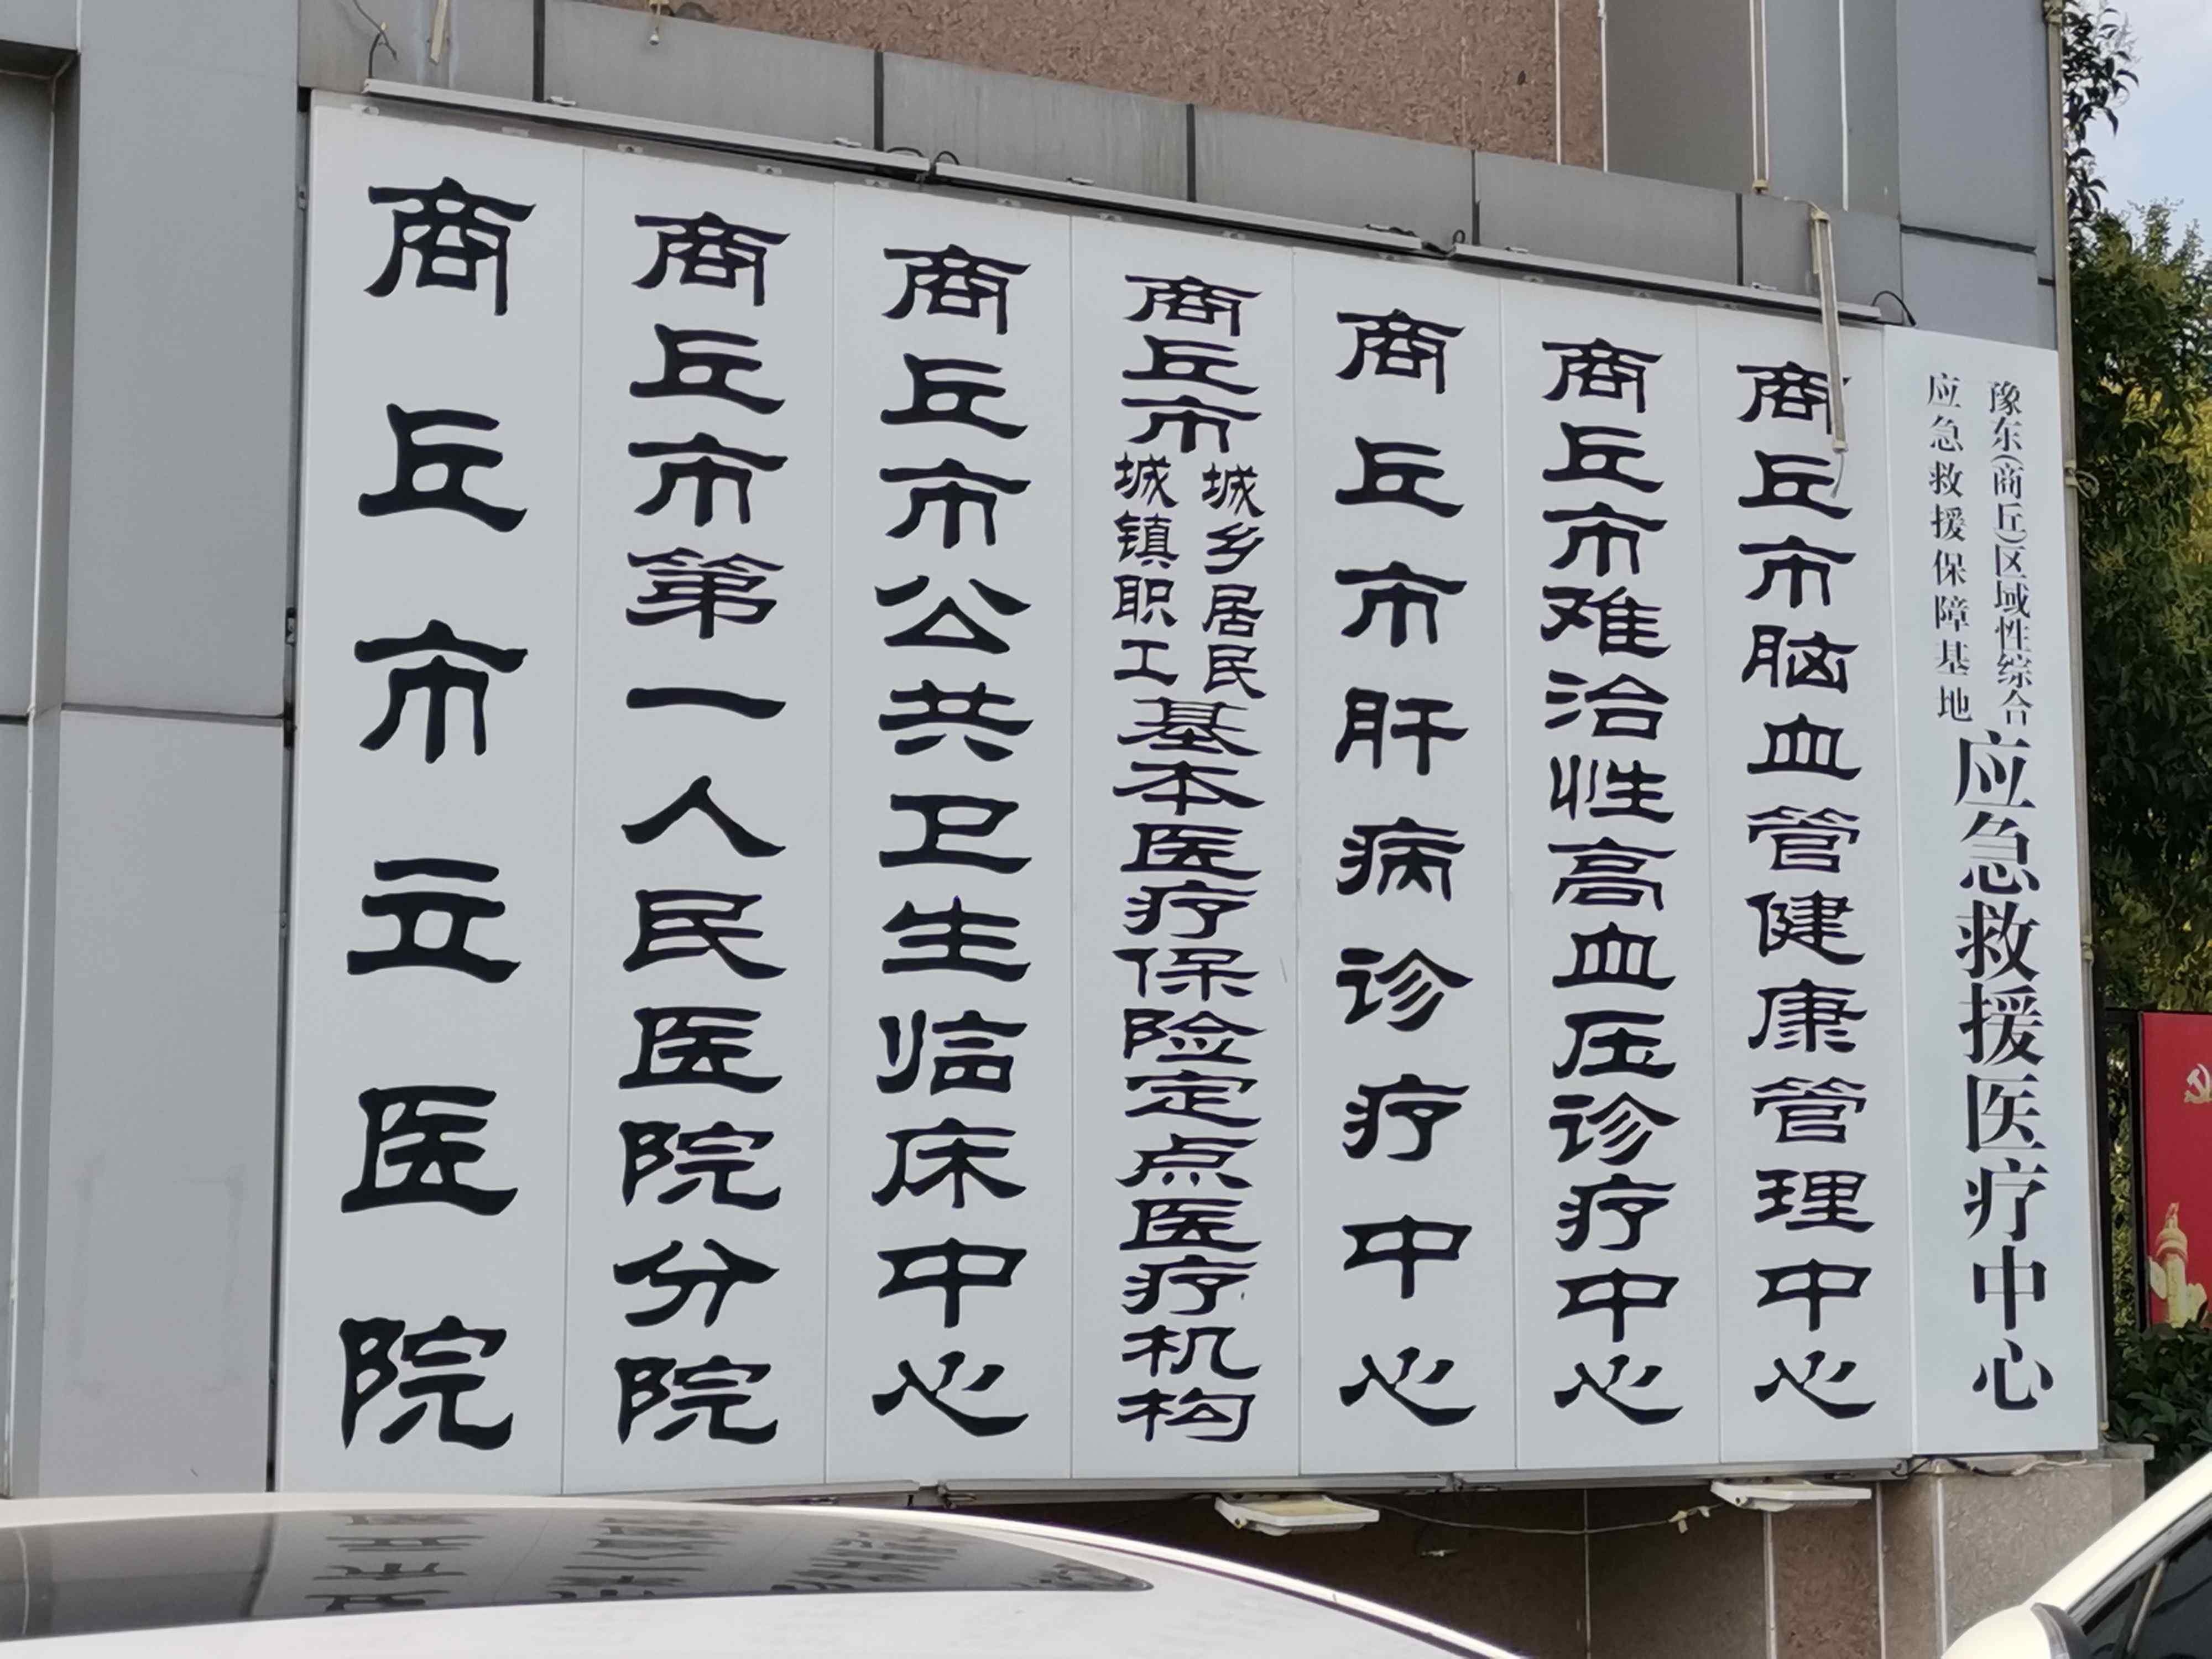 商丘市立医院
商丘市第一人民医院分院
商丘市公共卫生临床中心
商丘市
城乡居民
城镇职工
基本医疗保险定点医疗机构
商丘市肝病诊疗中心
商丘市难治性高血压诊疗中心
商丘市脑血管健康管理中心
豫东(商丘)区域性综合
应急救援保障基地
应急救援医疗中心